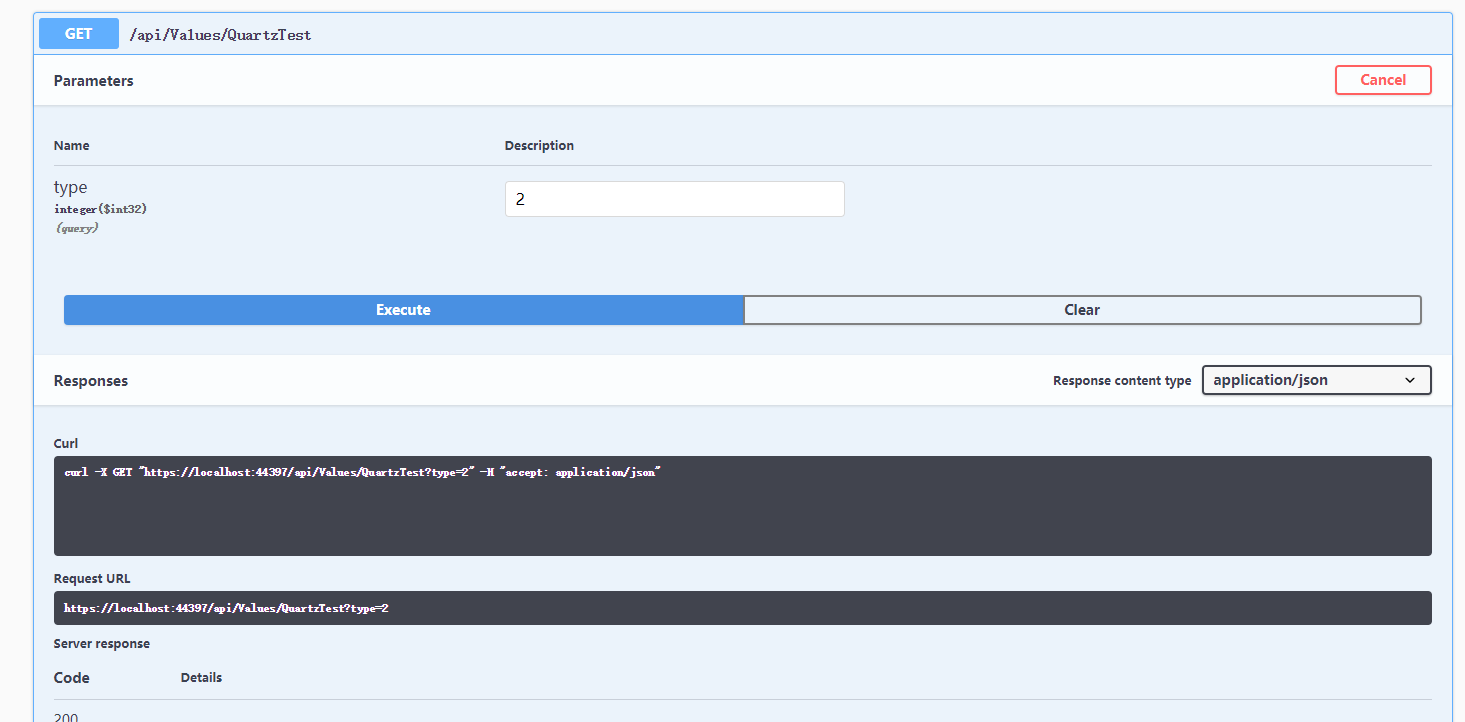 GET /api/Values/QuartzTest
Parameters Cancel
Name Description
type
integer($int32)
(query)
2
Execute Clear
Responses Response content type application/json
Curl
curl -X GET "https://localhost:44397/api/Values/QuartzTest?type=2" -H "accept: application/json"
Request URL
https://localhost:44397/api/Values/QuartzTest?type=2
Server response
Code Details
200